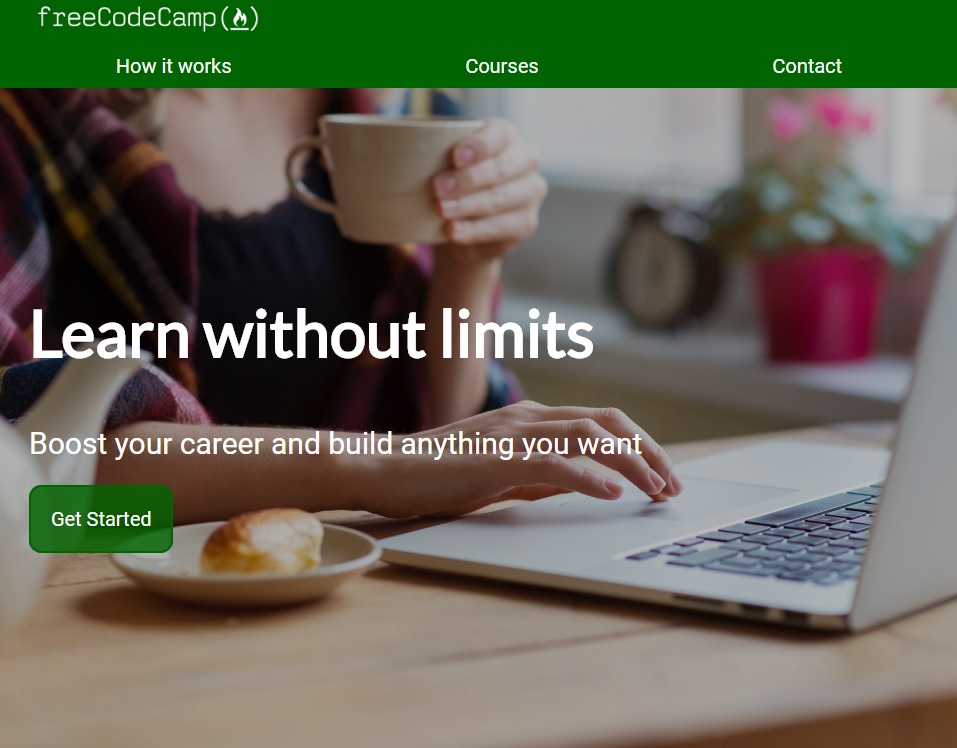 freeCodeCamp(🔥)
How it works
Courses
Contact
Learn without limits
Boost your career and build anything you want
Get Started